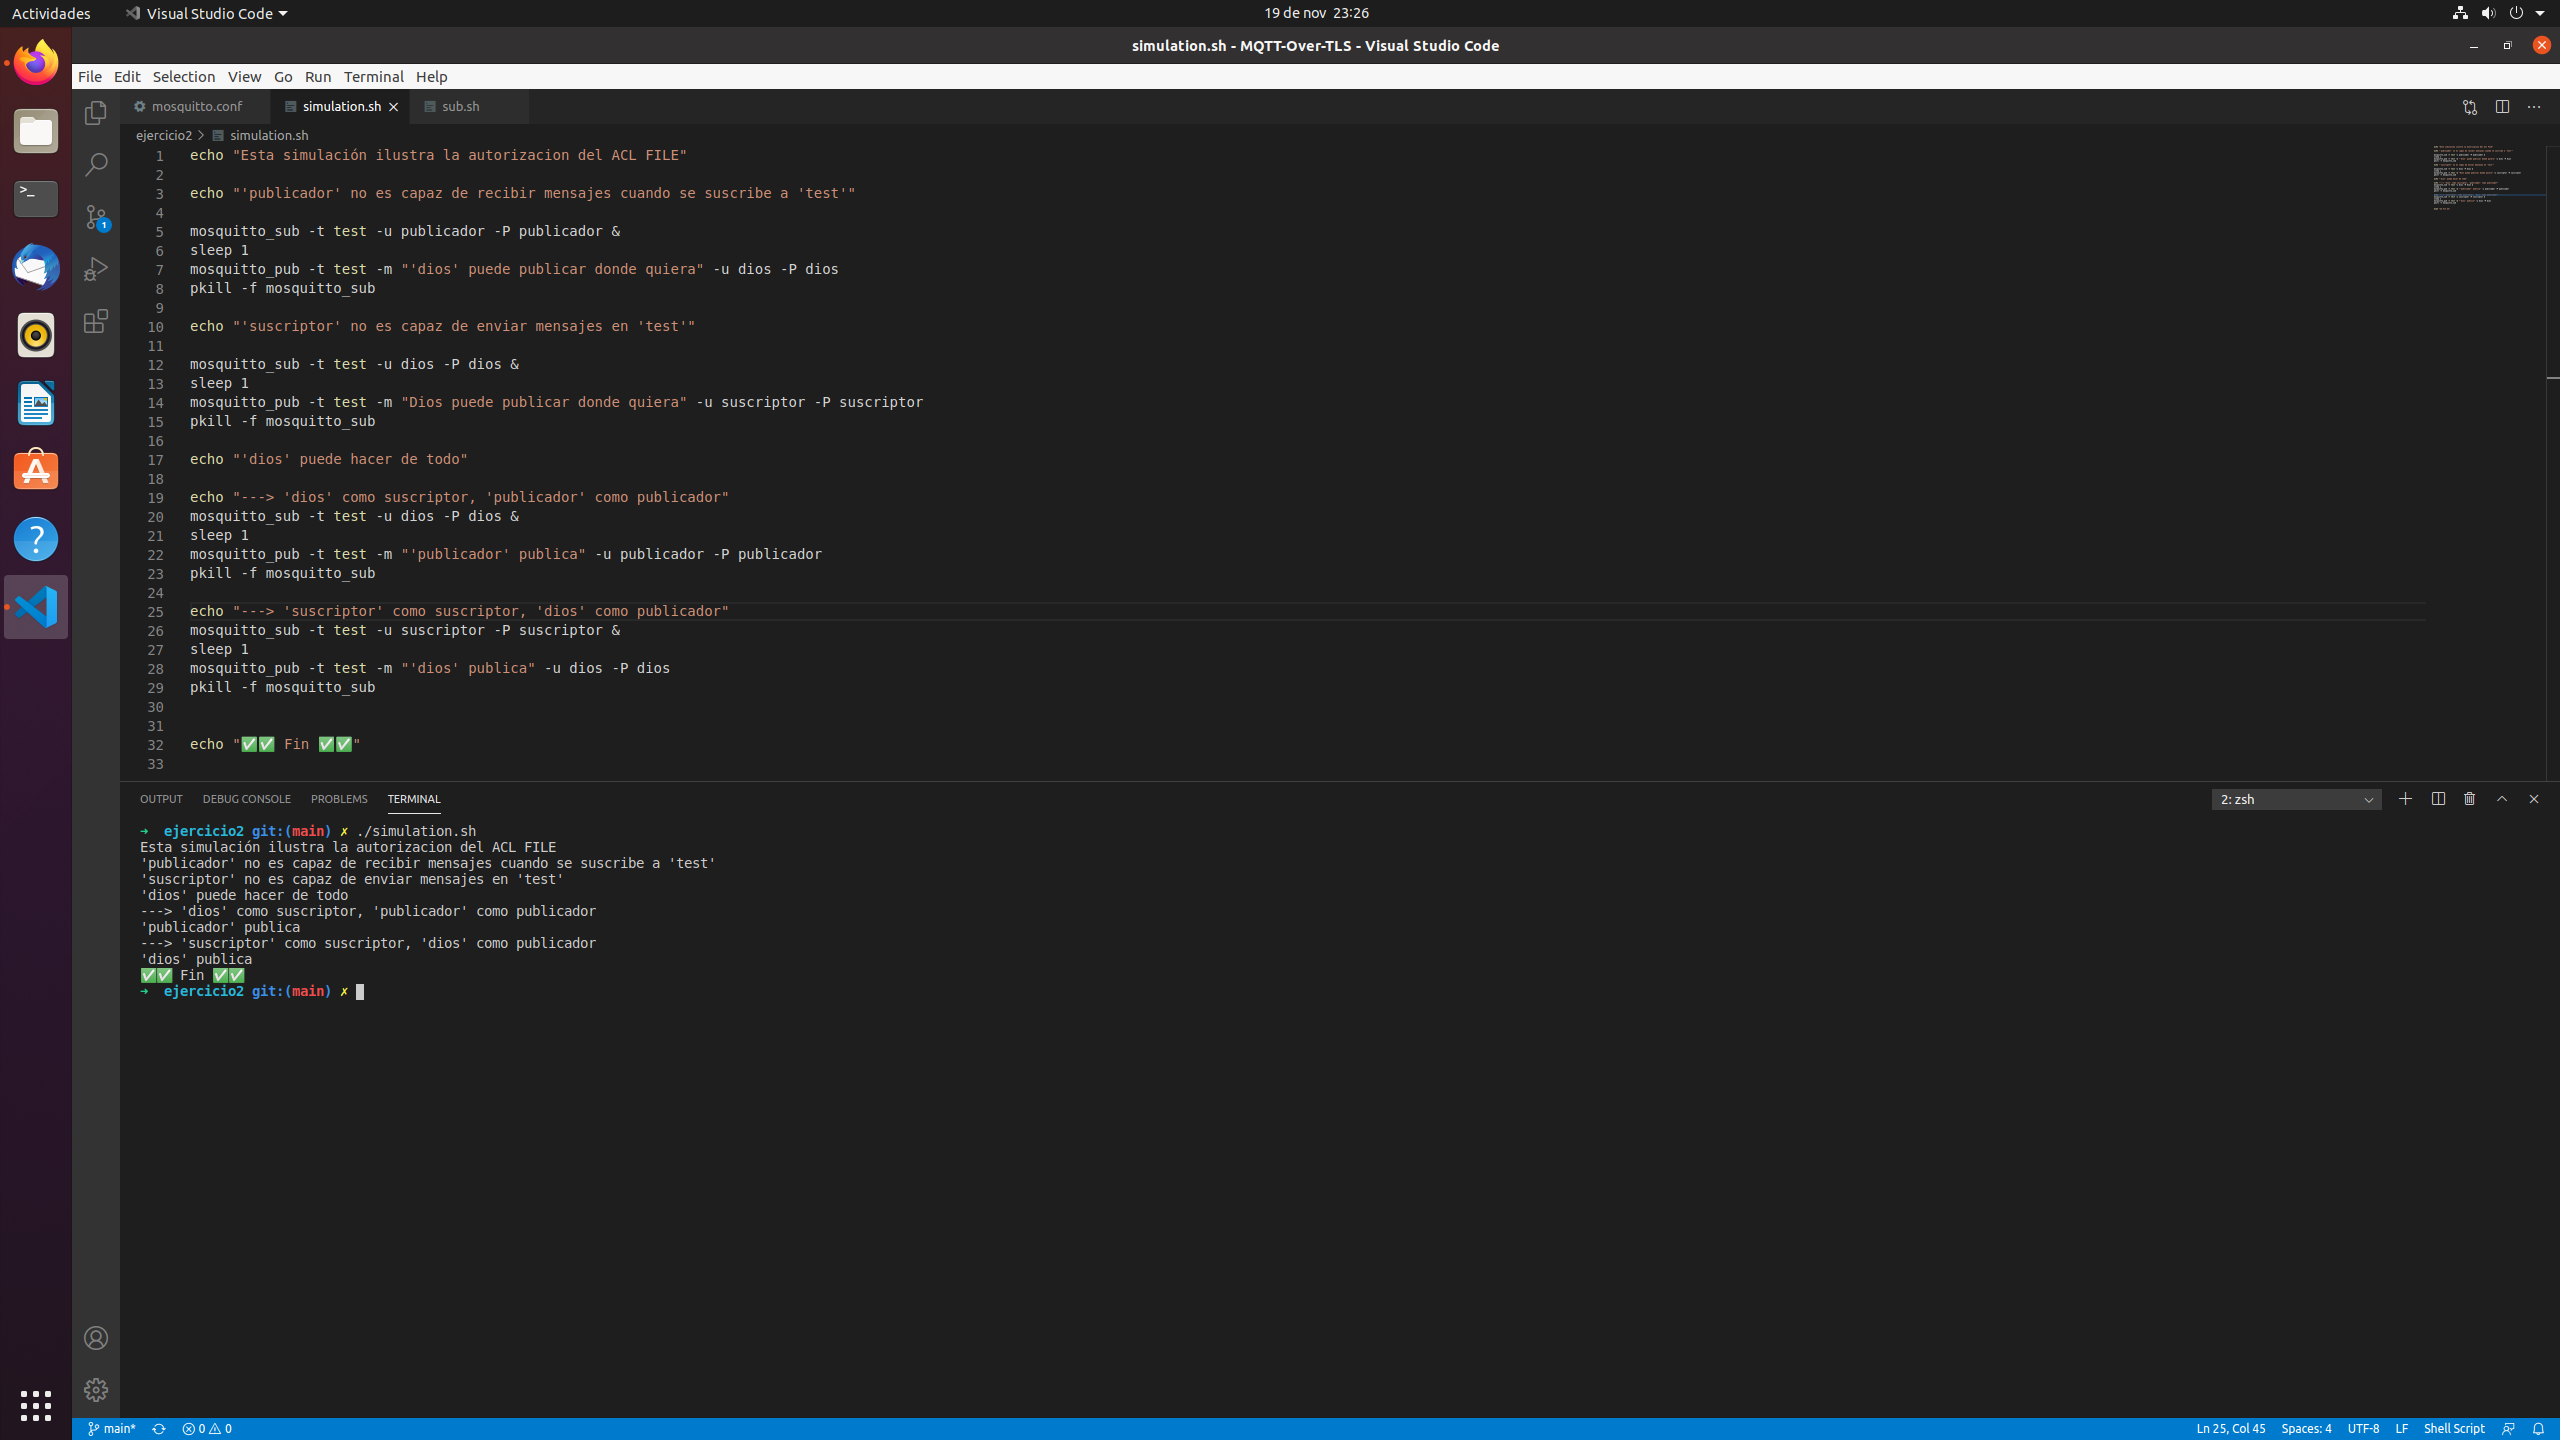 Actividades
Visual Studio Code
19 de nov 23:26
simulation.sh - MQTT-Over-TLS - Visual Studio Code
File Edit Selection View Go Run Terminal Help
mosquitto.conf simulation.sh sub.sh
ejercicio2 > simulation.sh
1 echo "Esta simulación ilustra la autorizacion del ACL FILE"
2
3 echo "'publicador' no es capaz de recibir mensajes cuando se suscribe a 'test'"
4
5 mosquitto_sub -t test -u publicador -P publicador &
6 sleep 1
7 mosquitto_pub -t test -m "'dios' puede publicar donde quiera" -u dios -P dios
8 pkill -f mosquitto_sub
9
10 echo "'suscriptor' no es capaz de enviar mensajes en 'test'"
11
12 mosquitto_sub -t test -u dios -P dios &
13 sleep 1
14 mosquitto_pub -t test -m "Dios puede publicar donde quiera" -u suscriptor -P suscriptor
15 pkill -f mosquitto_sub
16
17 echo "'dios' puede hacer de todo"
18
19 echo "---> 'dios' como suscriptor, 'publicador' como publicador"
20 mosquitto_sub -t test -u dios -P dios &
21 sleep 1
22 mosquitto_pub -t test -m "'publicador' publica" -u publicador -P publicador
23 pkill -f mosquitto_sub
24
25 echo "---> 'suscriptor' como suscriptor, 'dios' como publicador"
26 mosquitto_sub -t test -u suscriptor -P suscriptor &
27 sleep 1
28 mosquitto_pub -t test -m "'dios' publica" -u dios -P dios
29 pkill -f mosquitto_sub
30
31
32 echo "✅✅ Fin ✅✅"
33
OUTPUT DEBUG CONSOLE PROBLEMS TERMINAL
2: zsh
➜ ejercicio2 git:(main) ✗ ./simulation.sh
Esta simulación ilustra la autorizacion del ACL FILE
'publicador' no es capaz de recibir mensajes cuando se suscribe a 'test'
'suscriptor' no es capaz de enviar mensajes en 'test'
'dios' puede hacer de todo
---> 'dios' como suscriptor, 'publicador' como publicador
'publicador' publica
---> 'suscriptor' como suscriptor, 'dios' como publicador
'dios' publica
✅✅ Fin ✅✅
➜ ejercicio2 git:(main) ✗
main* 0 0
Ln 25, Col 45 Spaces: 4 UTF-8 LF Shell Script
1